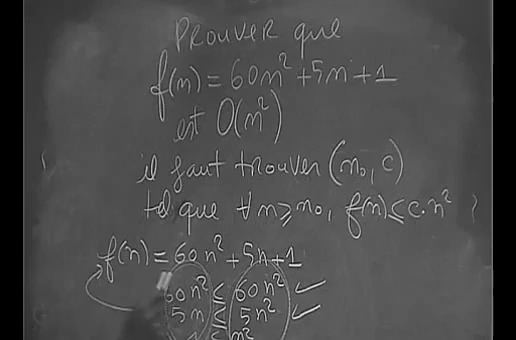 PROUVER que
f(n) = 60n² + 5n + 1
est O(n²)
il faut trouver (n₀, c)
tel que ∀ n ⩾ n₀, f(n) ⩽ c.n² ?
f(n) = 60n² + 5n + 1
60n² ⩽ 60n² ✓
5n ⩽ 5n² ✓
⩽ n²